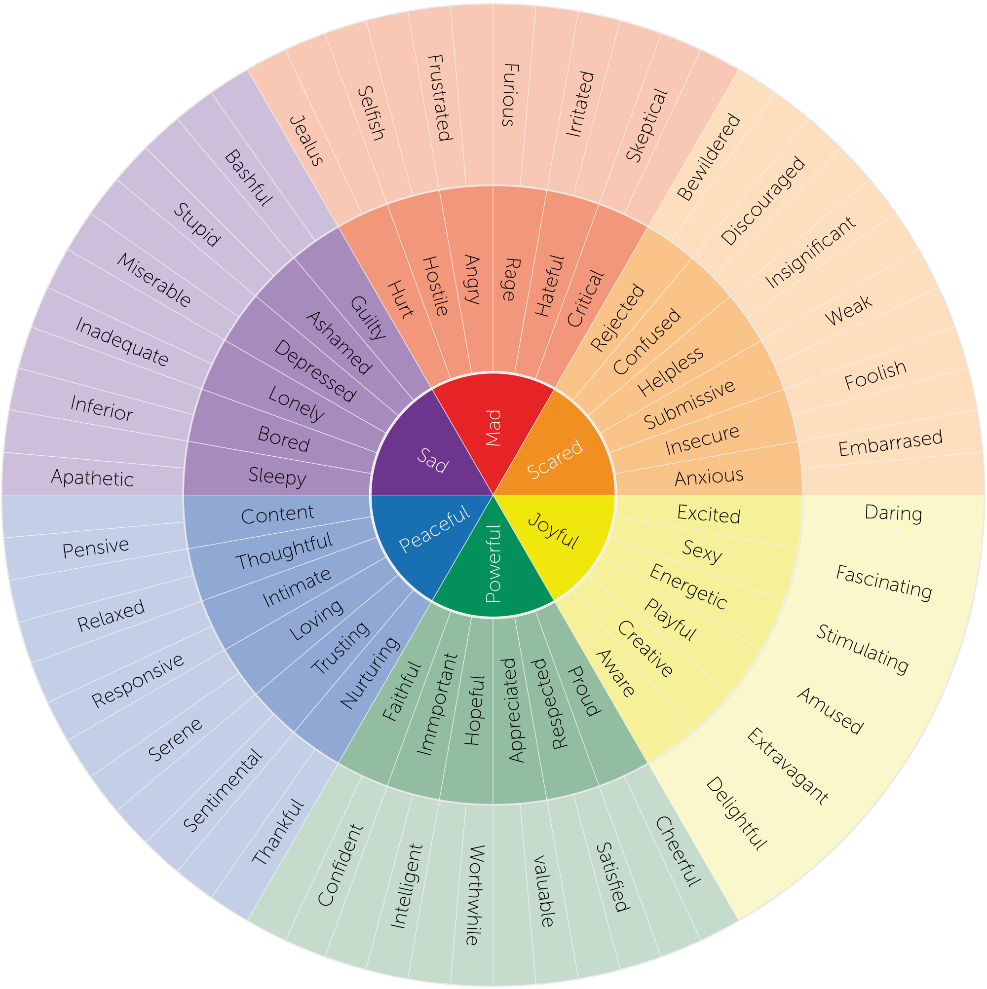 Mad
Scared
Joyful
Powerful
Peaceful
Sad
Hurt
Hostile
Angry
Rage
Hateful
Critical
Rejected
Confused
Helpless
Submissive
Insecure
Anxious
Excited
Sexy
Energetic
Playful
Creative
Aware
Proud
Respected
Appreciated
Hopeful
Immportant
Faithful
Nurturing
Trusting
Loving
Intimate
Thoughtful
Content
Sleepy
Bored
Lonely
Depressed
Ashamed
Guilty
Jealus
Selfish
Frustrated
Furious
Irritated
Skeptical
Bewildered
Discouraged
Insignificant
Weak
Foolish
Embarrased
Daring
Fascinating
Stimulating
Amused
Extravagant
Delightful
Cheerful
Satisfied
valuable
Worthwhile
Intelligent
Confident
Thankful
Sentimental
Serene
Responsive
Relaxed
Pensive
Apathetic
Inferior
Inadequate
Miserable
Stupid
Bashful